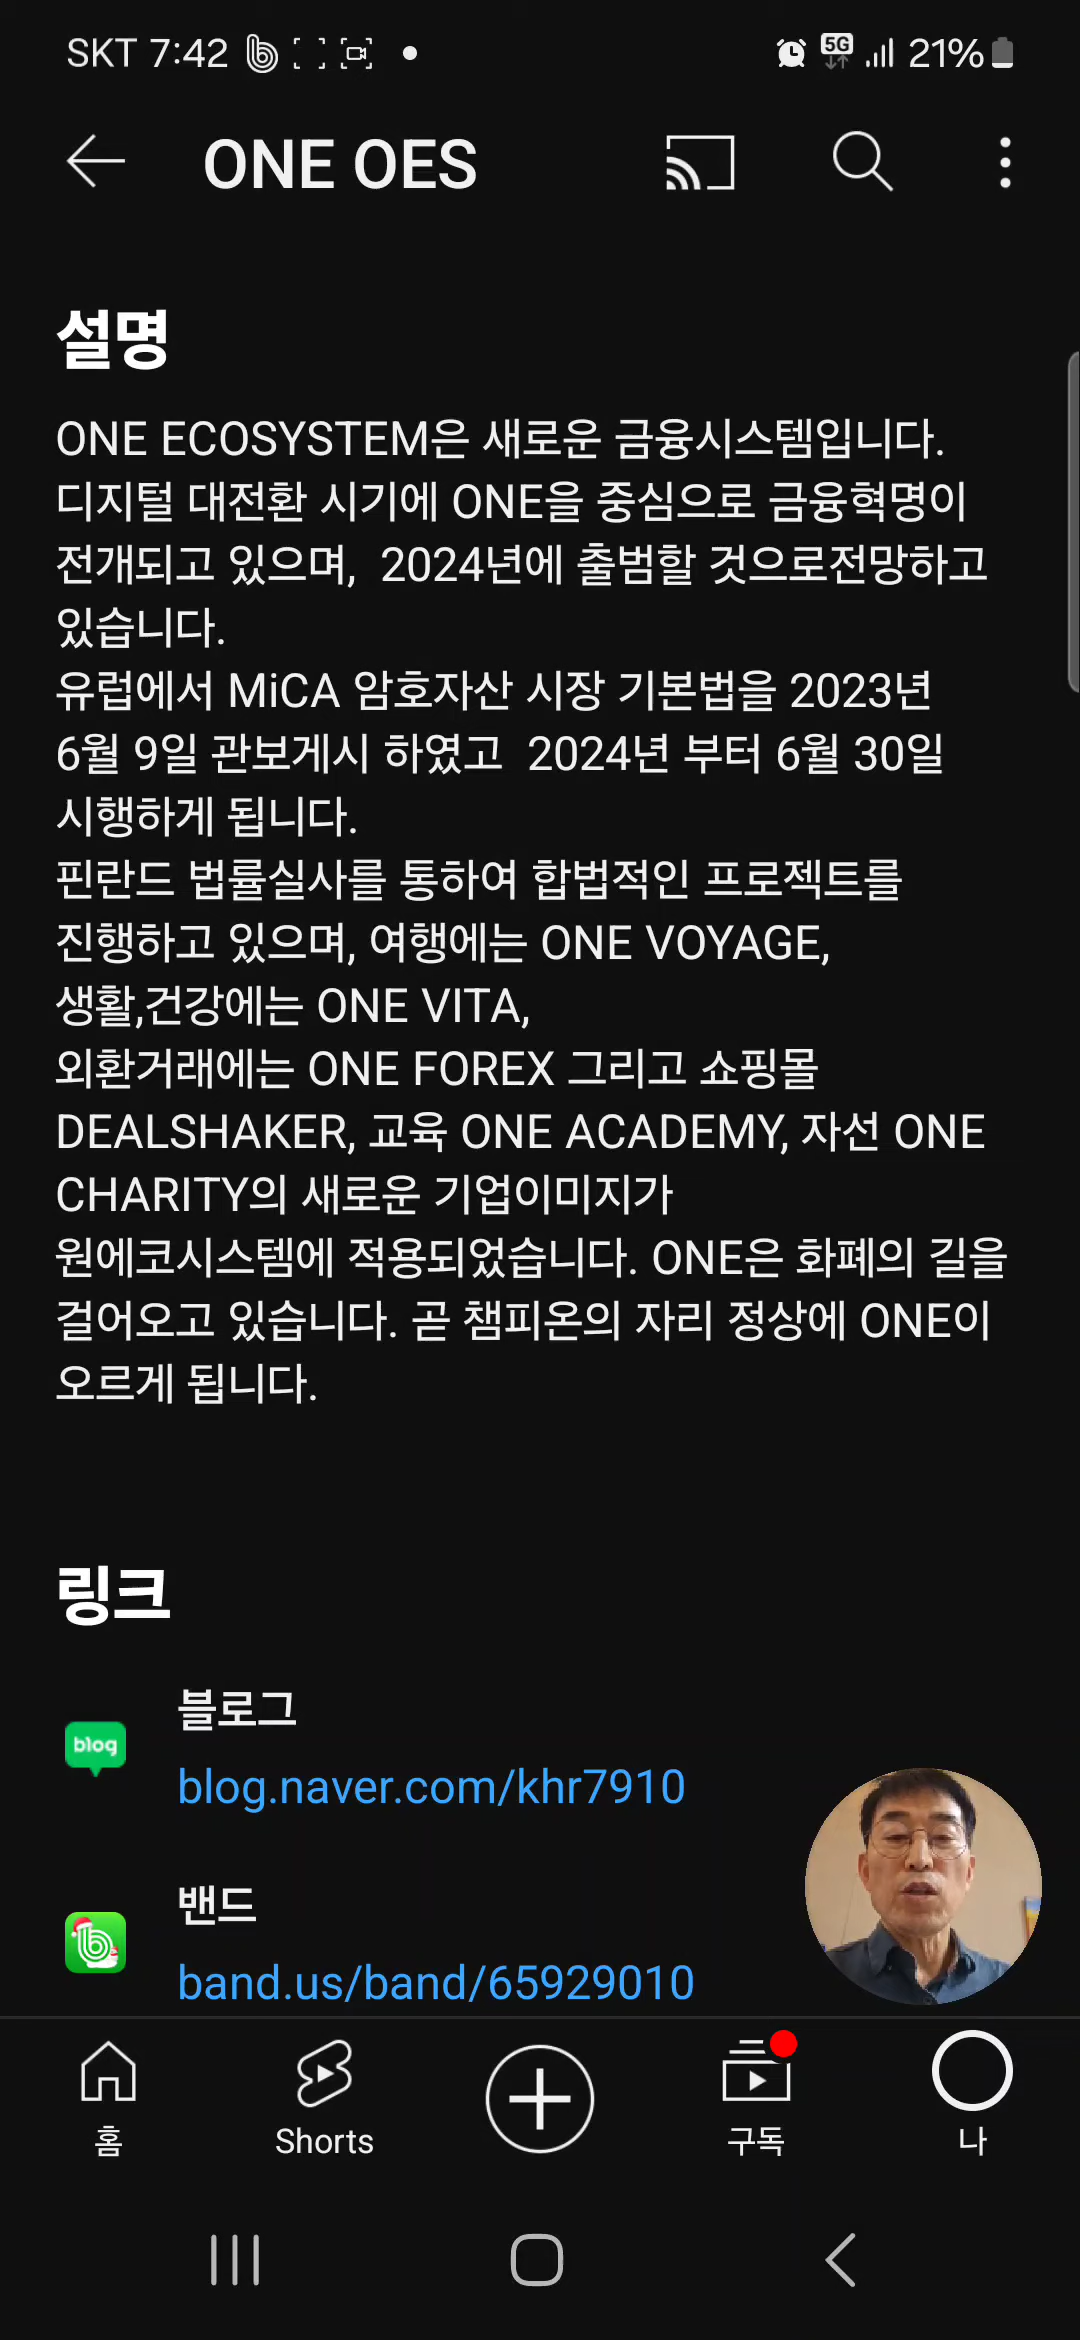 SKT 7:42
5G
21%
ONE OES
설명
ONE ECOSYSTEM은 새로운 금융시스템입니다.
디지털 대전환 시기에 ONE을 중심으로 금융혁명이
전개되고 있으며,  2024년에 출범할 것으로전망하고
있습니다.
유럽에서 MiCA 암호자산 시장 기본법을 2023년
6월 9일 관보게시 하였고  2024년 부터 6월 30일
시행하게 됩니다.
핀란드 법률실사를 통하여 합법적인 프로젝트를
진행하고 있으며, 여행에는 ONE VOYAGE,
생활,건강에는 ONE VITA,
외환거래에는 ONE FOREX 그리고 쇼핑몰
DEALSHAKER, 교육 ONE ACADEMY, 자선 ONE
CHARITY의 새로운 기업이미지가
원에코시스템에 적용되었습니다. ONE은 화폐의 길을
걸어오고 있습니다. 곧 챔피온의 자리 정상에 ONE이
오르게 됩니다.
링크
blog
블로그
blog.naver.com/khr7910
밴드
band.us/band/65929010
홈
Shorts
구독
나